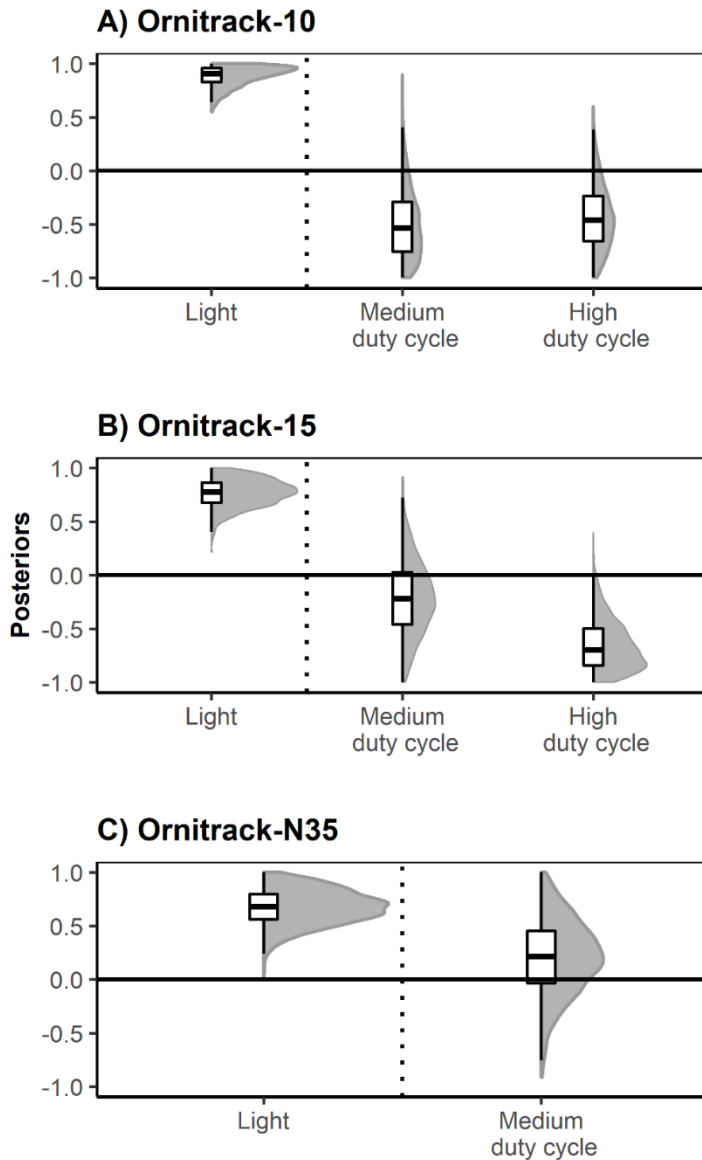 A) Ornitrack-10
1.0
0.5
0.0
-0.5
-1.0
Light
Medium
duty cycle
High
duty cycle
B) Ornitrack-15
Posteriors
1.0
0.5
0.0
-0.5
-1.0
Light
Medium
duty cycle
High
duty cycle
C) Ornitrack-N35
1.0
0.5
0.0
-0.5
-1.0
Light
Medium
duty cycle